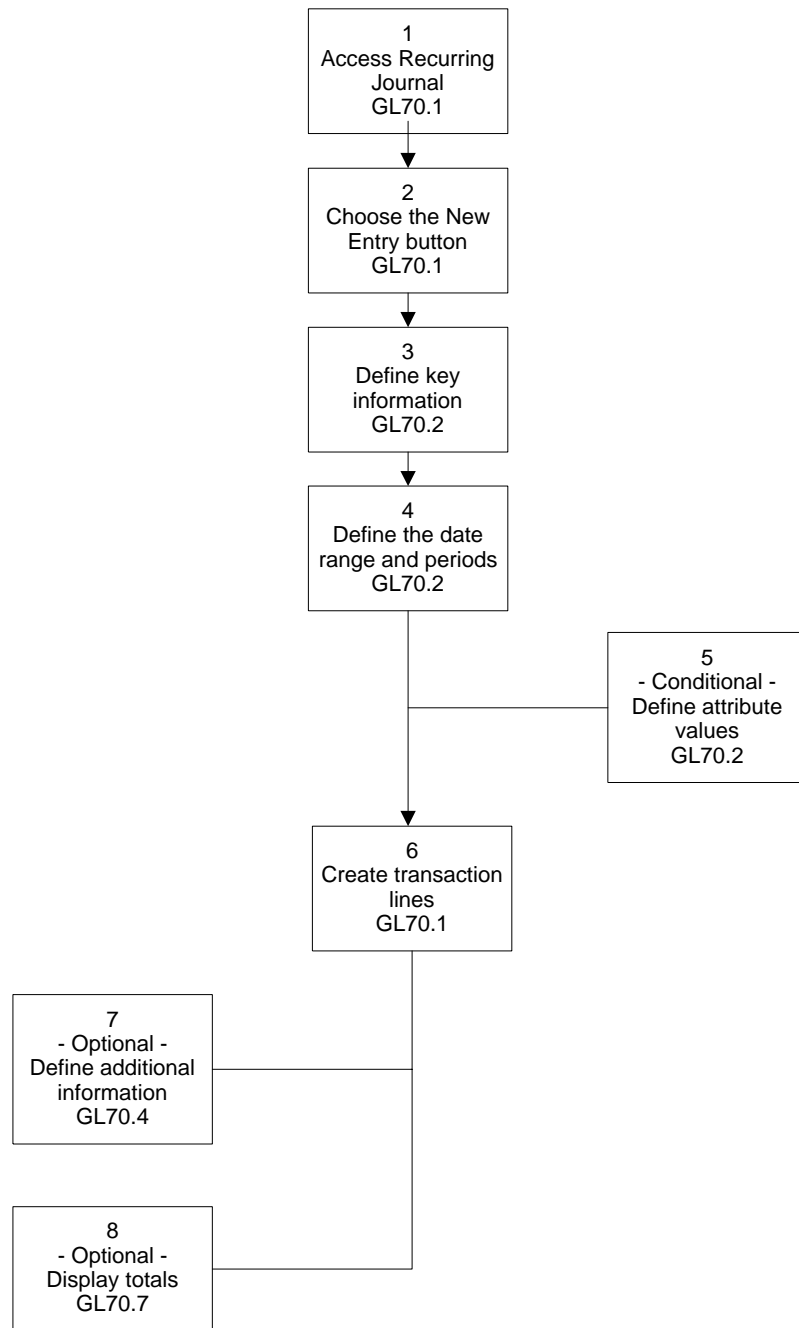 1
Access Recurring
Journal
GL70.1
2
Choose the New
Entry button
GL70.1
3
Define key
information
GL70.2
4
Define the date
range and periods
GL70.2
5
- Conditional -
Define attribute
values
GL70.2
6
Create transaction
lines
GL70.1
7
- Optional -
Define additional
information
GL70.4
8
- Optional -
Display totals
GL70.7